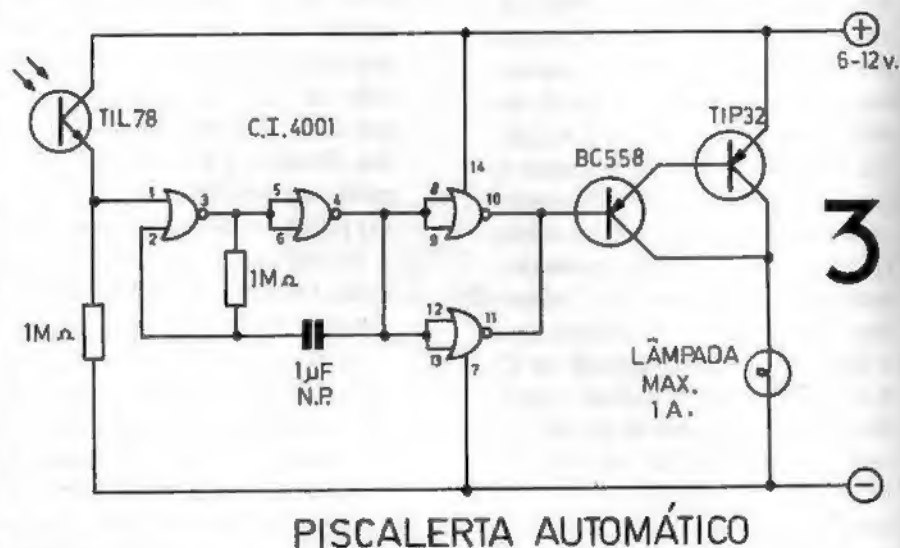 +
6-12v.
TIL78
C.I.4001
TIP32
BC558
14
1
2
3
5
6
4
8
9
10
12
13
11
7
3
1MΩ
1MΩ
1µF
N.P.
LÂMPADA
MAX.
1A.
−
PISCALERTA AUTOMÁTICO